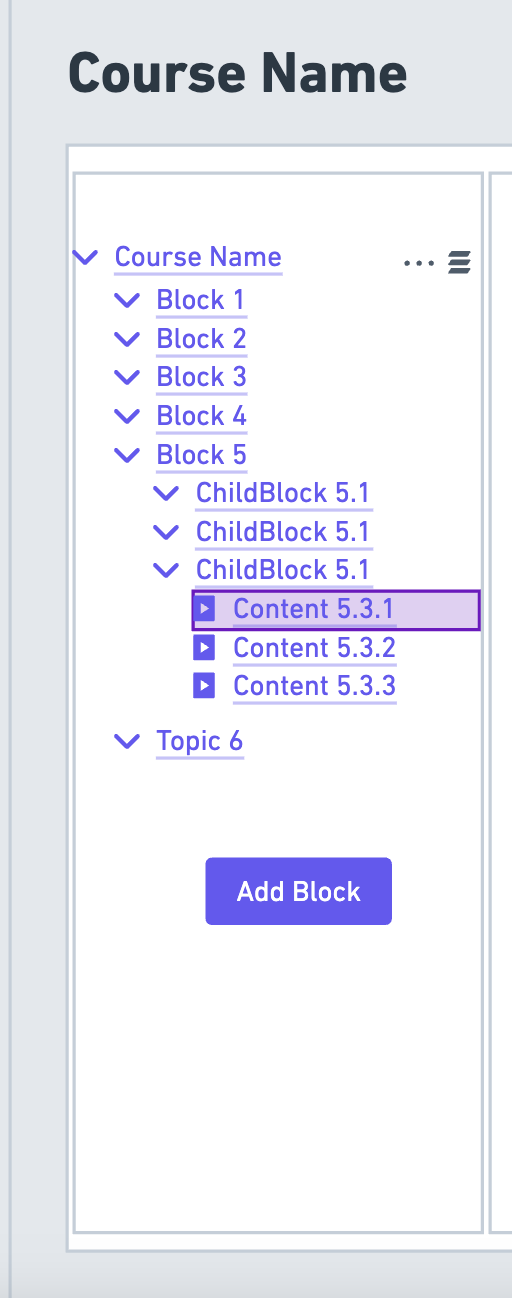 Course Name
Course Name
Block 1
Block 2
Block 3
Block 4
Block 5
ChildBlock 5.1
ChildBlock 5.1
ChildBlock 5.1
Content 5.3.1
Content 5.3.2
Content 5.3.3
Topic 6
Add Block